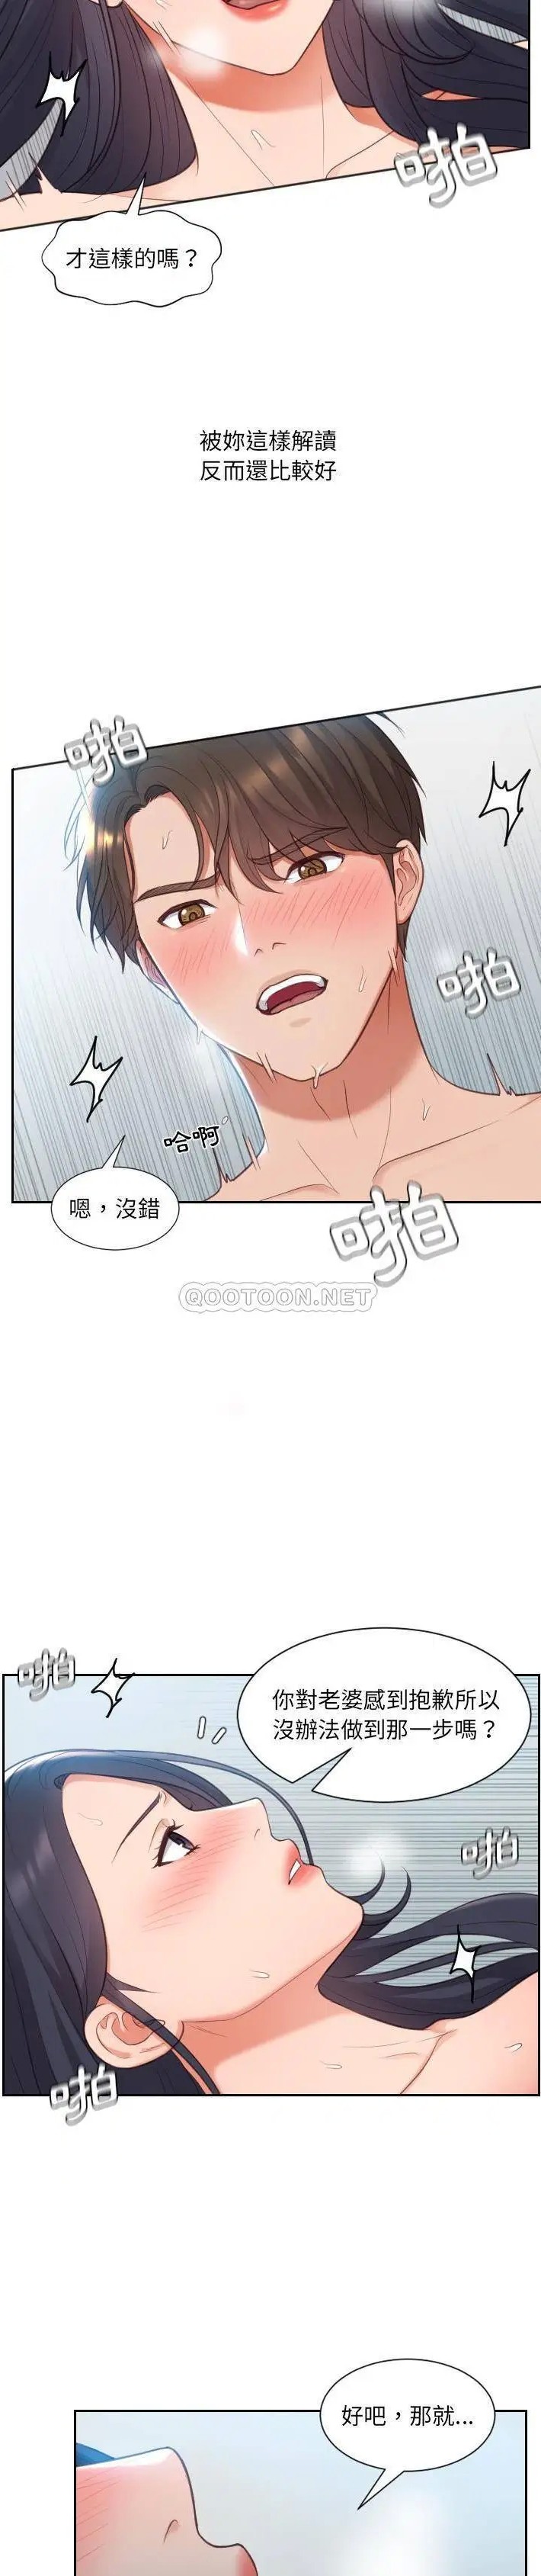 啪
才這樣的嗎？
被妳這樣解讀
反而還比較好
啪
啪
哈啊
嗯，沒錯
啪
QOOTOON.NET
啪
你對老婆感到抱歉所以
沒辦法做到那一步嗎？
啪
啪
好吧，那就...